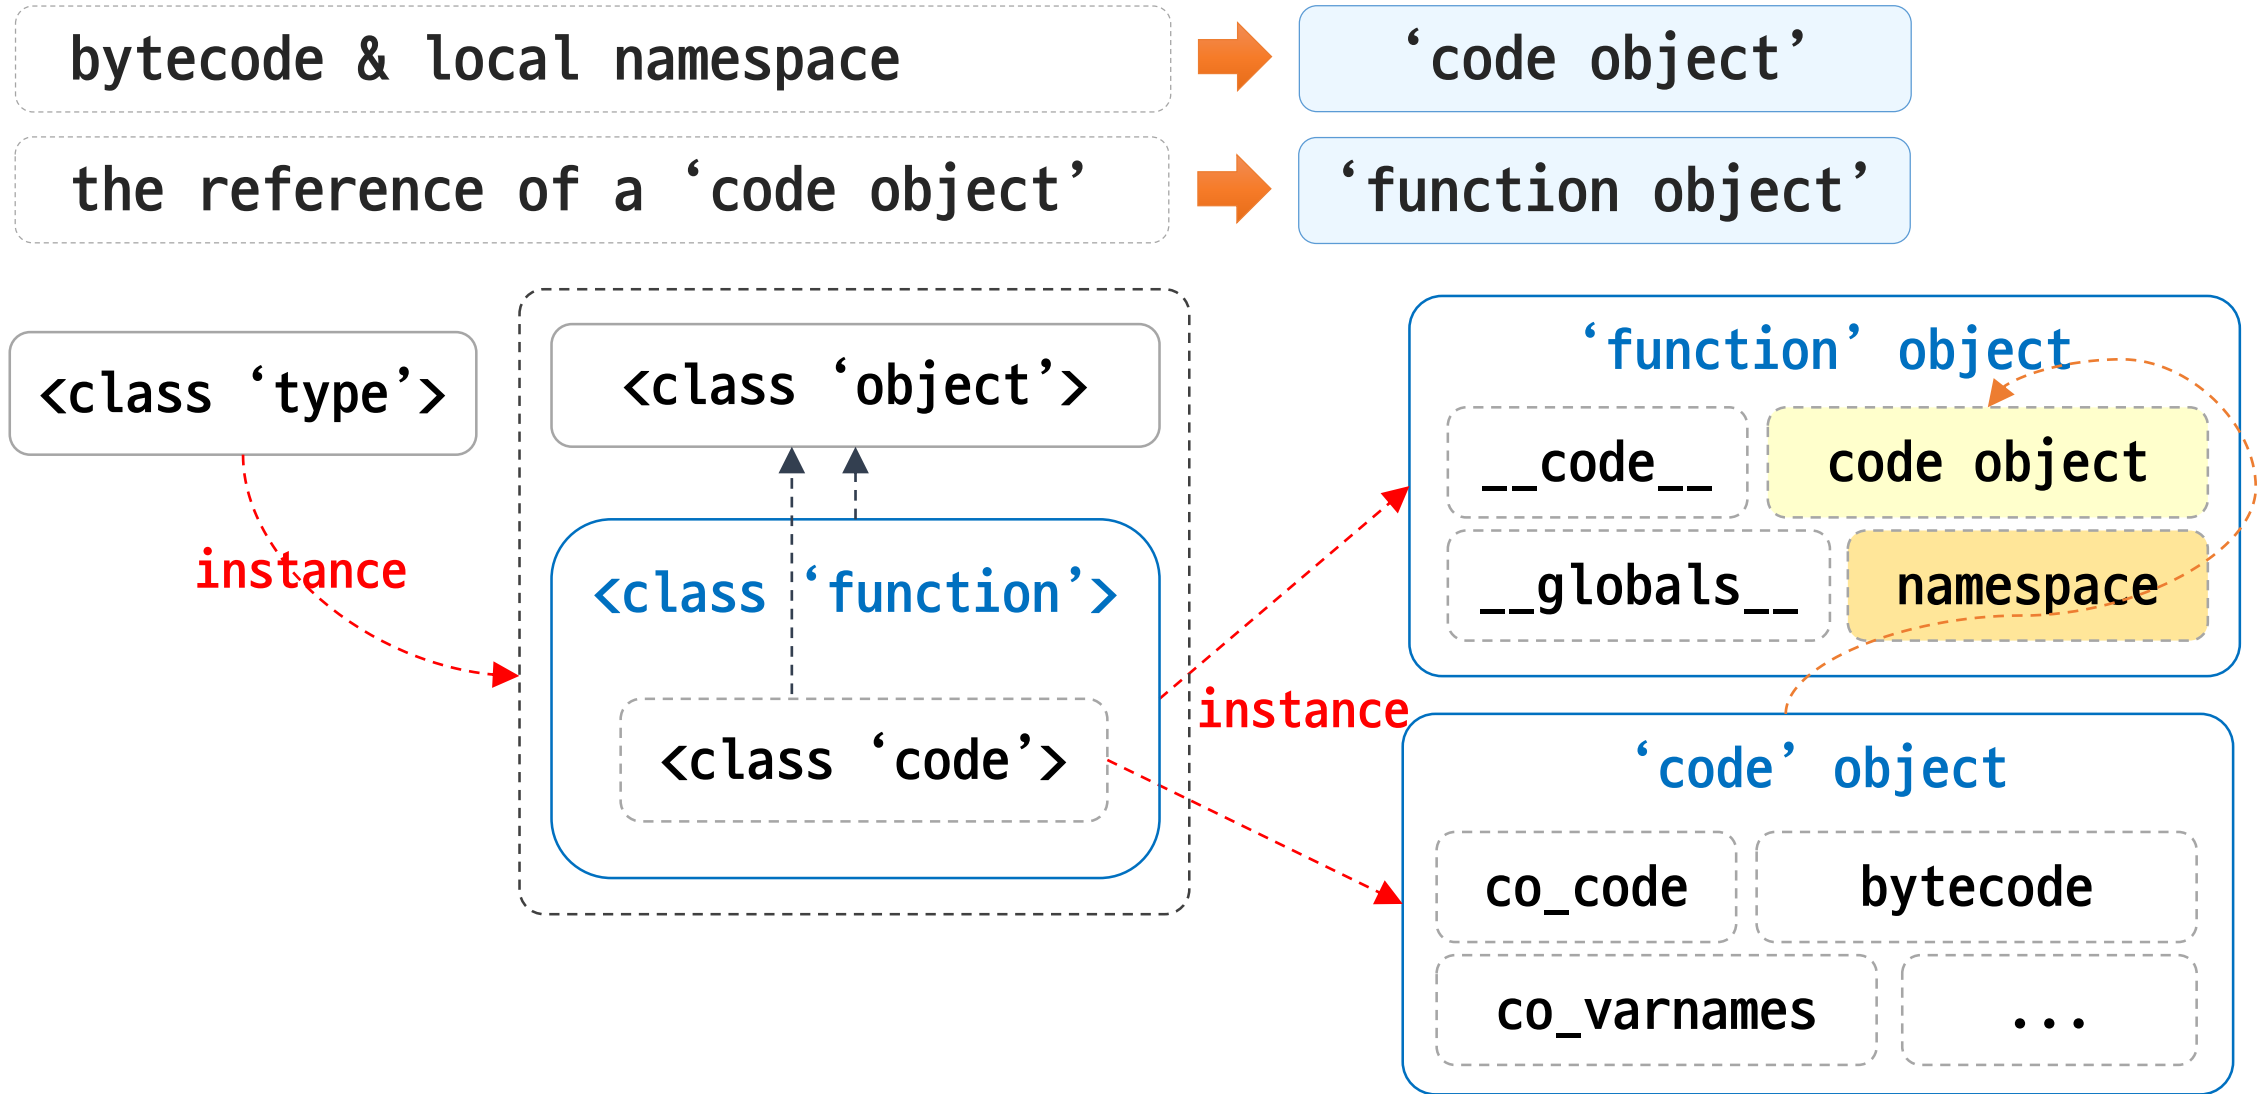 bytecode & local namespace
‘code object’
the reference of a ‘code object’
‘function object’
<class ‘type’>
<class ‘object’>
instance
<class ‘function’>
<class ‘code’>
instance
‘function’ object
__code__
code object
__globals__
namespace
‘code’ object
co_code
bytecode
co_varnames
...